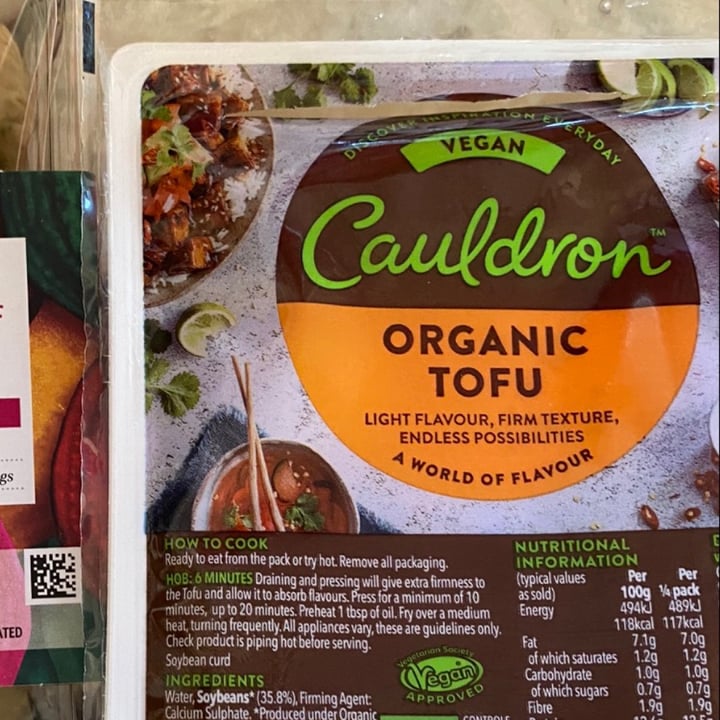 DISCOVER INSPIRATION EVERYDAY
VEGAN
Cauldron™
ORGANIC
TOFU
LIGHT FLAVOUR, FIRM TEXTURE,
ENDLESS POSSIBILITIES
A WORLD OF FLAVOUR
HOW TO COOK
Ready to eat from the pack or try hot. Remove all packaging.
HOB: 6 MINUTES Draining and pressing will give extra firmness to
the Tofu and allow it to absorb flavours. Press for a minimum of 10
minutes, up to 20 minutes. Preheat 1 tbsp of oil. Fry over a medium
heat, turning frequently. All appliances vary, these are guidelines only.
Check product is piping hot before serving.
Soybean curd
INGREDIENTS
Water, Soybeans* (35.8%), Firming Agent:
Calcium Sulphate. *Produced under Organic
Vegetarian Society
Vegan
APPROVED
NUTRITIONAL
INFORMATION
(typical values Per Per
as sold) 100g ¼ pack
Energy 494kJ 489kJ
118kcal 117kcal
Fat 7.1g 7.0g
of which saturates 1.2g 1.2g
Carbohydrate 1.0g 1.0g
of which sugars 0.7g 0.7g
Fibre 1.9g 1.9g
gs
ATED